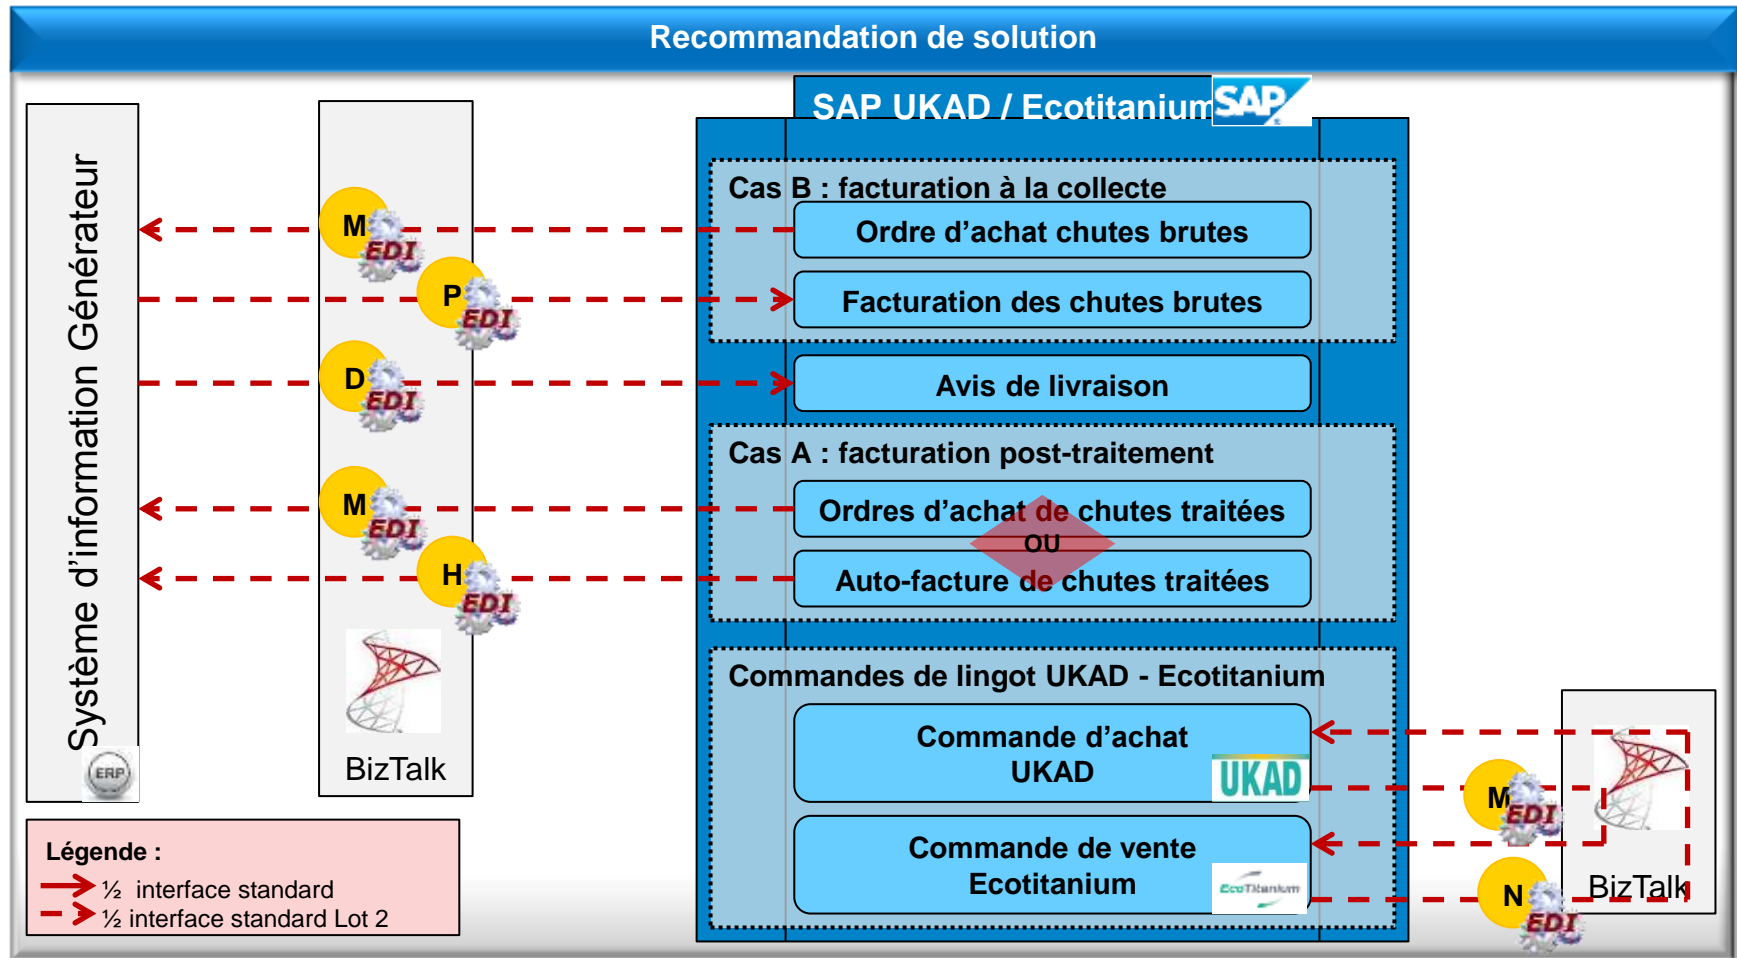 Recommandation de solution
SAP UKAD / Ecotitanium
SAP
Système d'information Générateur
ERP
BizTalk
Cas B : facturation à la collecte
M
EDI
Ordre d’achat chutes brutes
P
EDI
Facturation des chutes brutes
D
EDI
Avis de livraison
Cas A : facturation post-traitement
M
EDI
Ordres d’achat de chutes traitées
OU
H
EDI
Auto-facture de chutes traitées
Commandes de lingot UKAD - Ecotitanium
Commande d’achat
UKAD
UKAD
M
EDI
Commande de vente
Ecotitanium
EcoTitanium
N
EDI
BizTalk
Légende :
½ interface standard
½ interface standard Lot 2